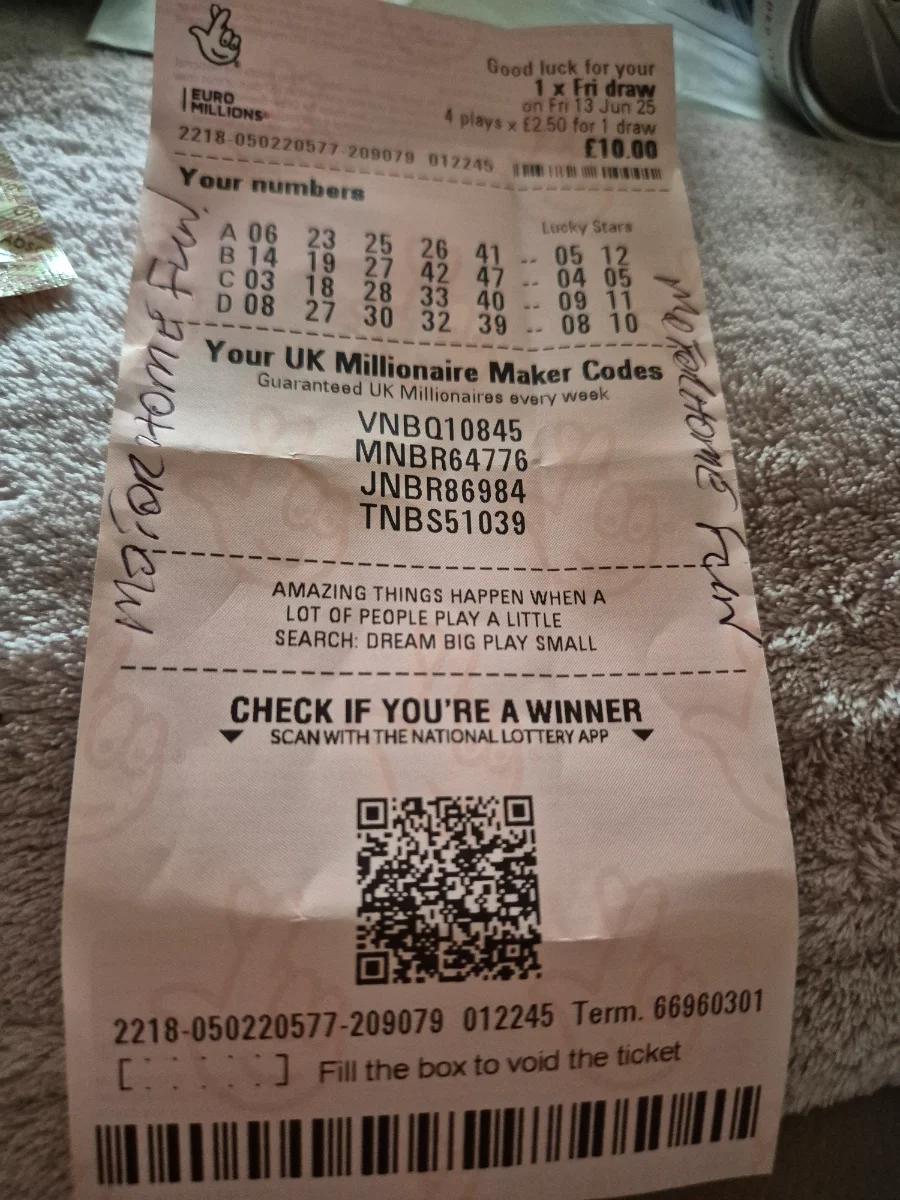 EURO
MILLIONS
Good luck for your
1 x Fri draw
on Fri 13 Jun 25
4 plays x £2.50 for 1 draw
£10.00
2218-050220577-209079 012245
Your numbers
Lucky Stars
A 06 23 25 26 41 -- 05 12
B 14 19 27 42 47 -- 04 05
C 03 18 28 33 40 -- 09 11
D 08 27 30 32 39 -- 08 10
Your UK Millionaire Maker Codes
Guaranteed UK Millionaires every week
VNBQ10845
MNBR64776
JNBR86984
TNBS51039
AMAZING THINGS HAPPEN WHEN A
LOT OF PEOPLE PLAY A LITTLE
SEARCH: DREAM BIG PLAY SMALL
CHECK IF YOU'RE A WINNER
SCAN WITH THE NATIONAL LOTTERY APP
2218-050220577-209079 012245 Term. 66960301
[ ] Fill the box to void the ticket
MOTOR HOME FUN.
MOTORHOME FUN